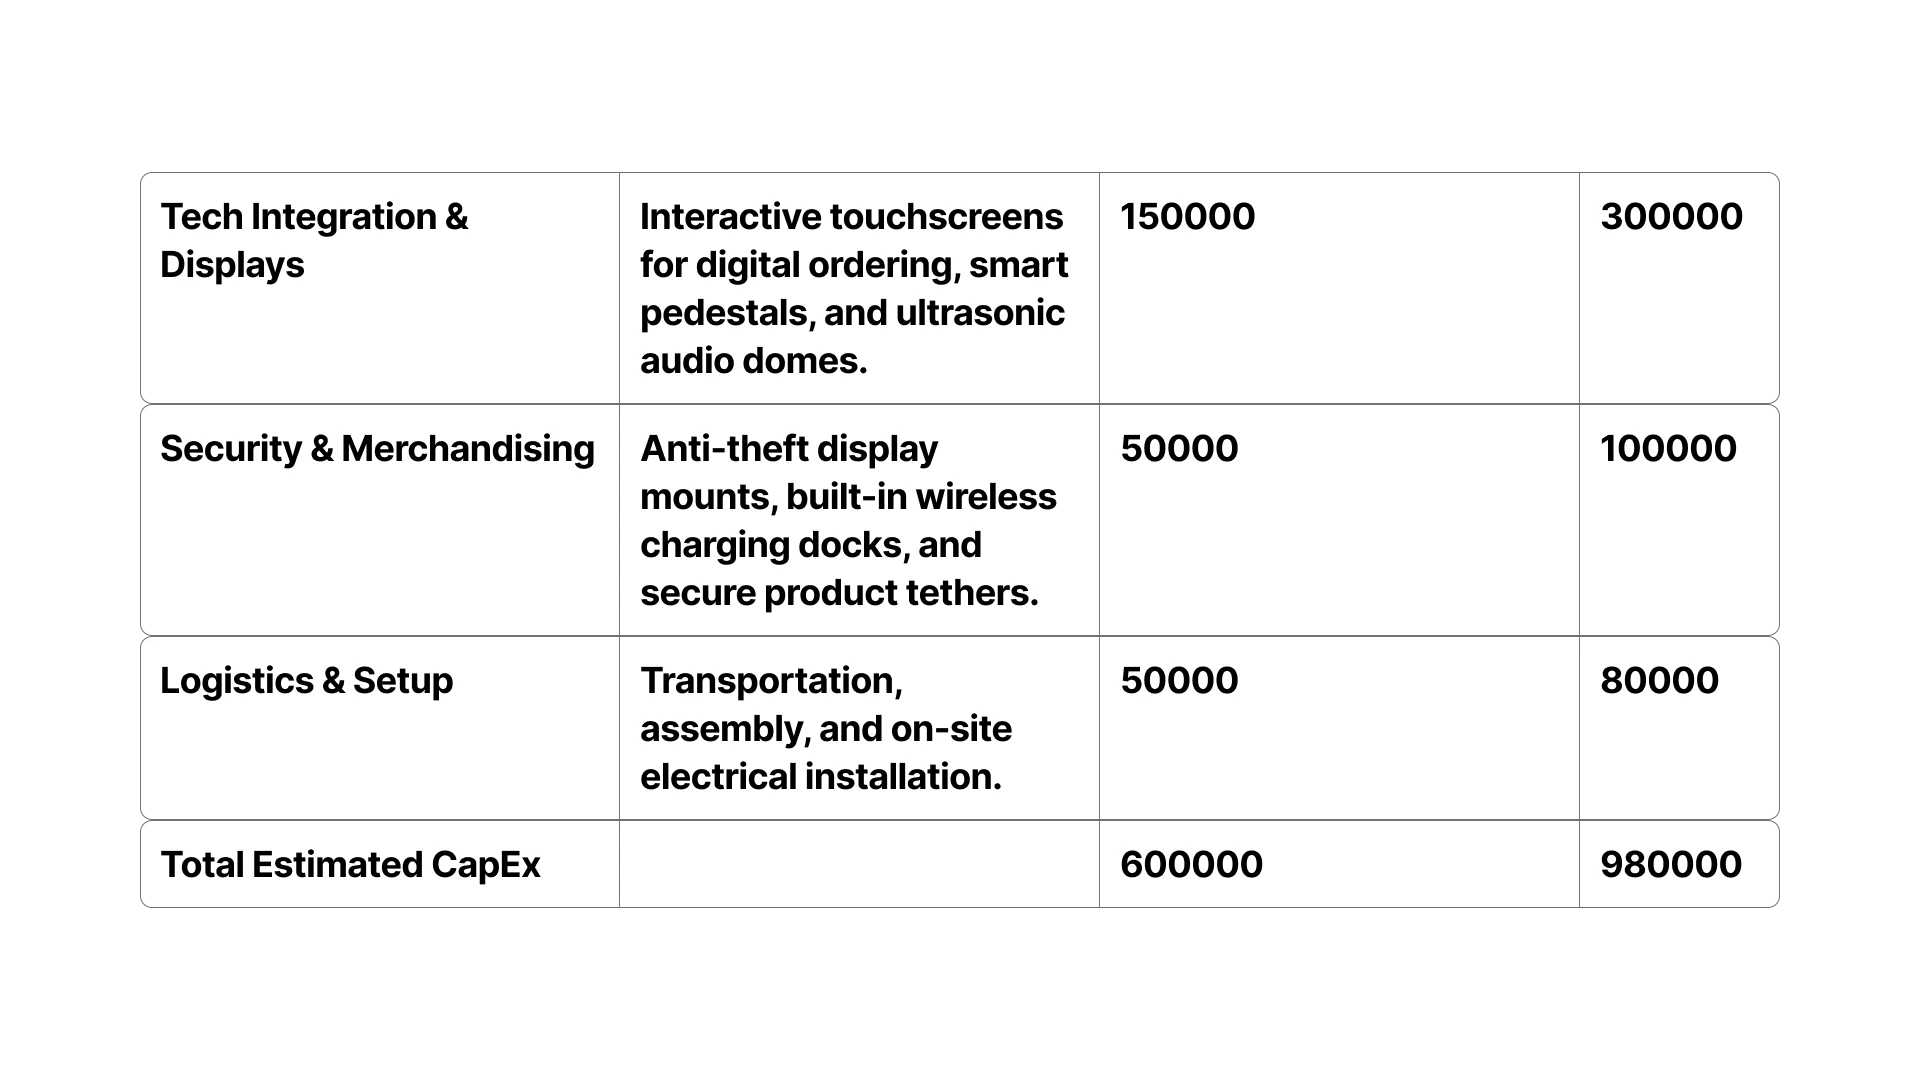 Tech Integration &
Displays
Interactive touchscreens
for digital ordering, smart
pedestals, and ultrasonic
audio domes.
150000
300000
Security & Merchandising
Anti-theft display
mounts, built-in wireless
charging docks, and
secure product tethers.
50000
100000
Logistics & Setup
Transportation,
assembly, and on-site
electrical installation.
50000
80000
Total Estimated CapEx
600000
980000